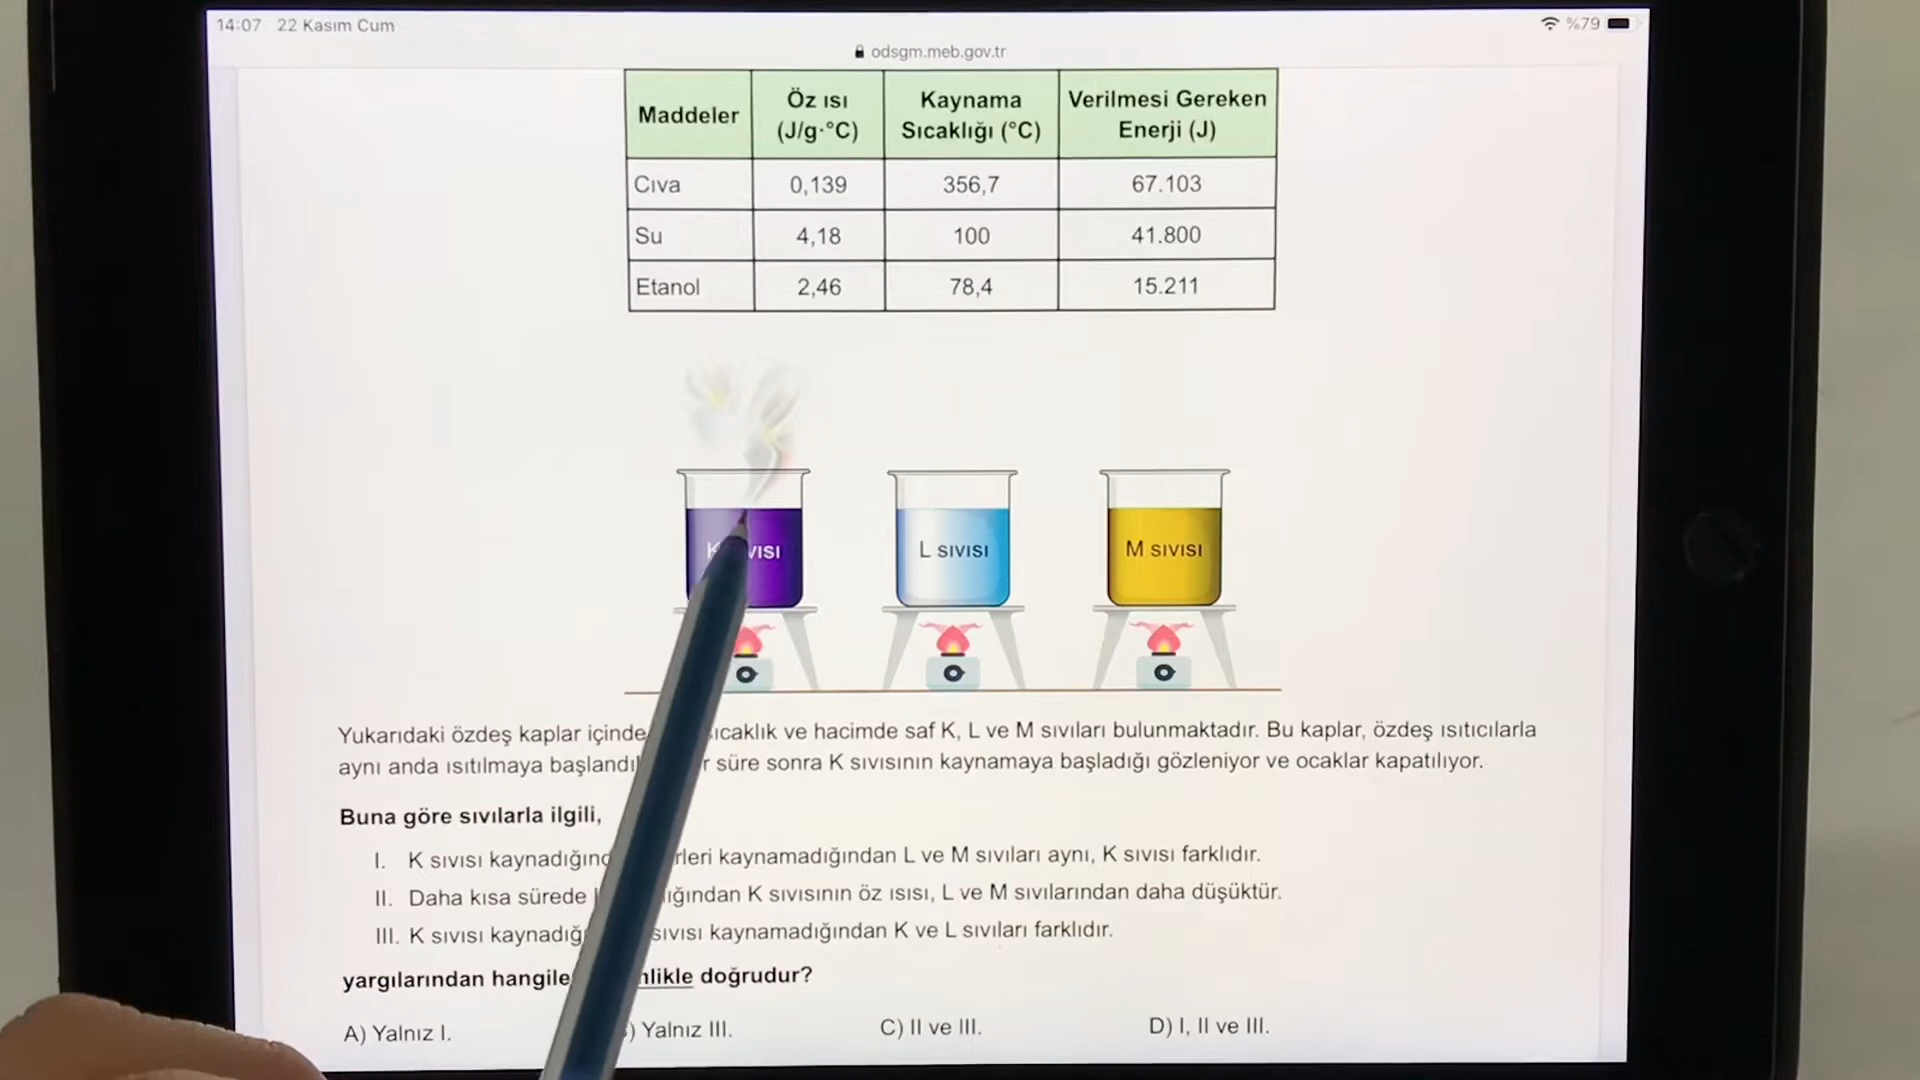 14:07 22 Kasım Cum
%79
odsgm.meb.gov.tr
Maddeler Öz ısı (J/g·°C) Kaynama Sıcaklığı (°C) Verilmesi Gereken Enerji (J)
Cıva 0,139 356,7 67.103
Su 4,18 100 41.800
Etanol 2,46 78,4 15.211
K VISI L SIVISI M SIVISI
Yukarıdaki özdeş kaplar içinde ıcaklık ve hacimde saf K, L ve M sıvıları bulunmaktadır. Bu kaplar, özdeş ısıtıcılarla
aynı anda ısıtılmaya başlandı r süre sonra K sıvısının kaynamaya başladığı gözleniyor ve ocaklar kapatılıyor.
Buna göre sıvılarla ilgili,
I. K sıvısı kaynadığınd rleri kaynamadığından L ve M sıvıları aynı, K sıvısı farklıdır.
II. Daha kısa sürede ığından K sıvısının öz ısısı, L ve M sıvılarından daha düşüktür.
III. K sıvısı kaynadığ sıvısı kaynamadığından K ve L sıvıları farklıdır.
yargılarından hangile nlikle doğrudur?
A) Yalnız I. ) Yalnız III. C) II ve III. D) I, II ve III.